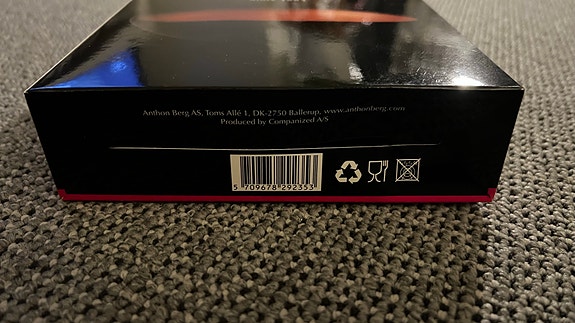 Anthon Berg AS, Toms Allé 1, DK-2750 Ballerup, www.anthonberg.com
Produced by Companized A/S
5 709678 292353